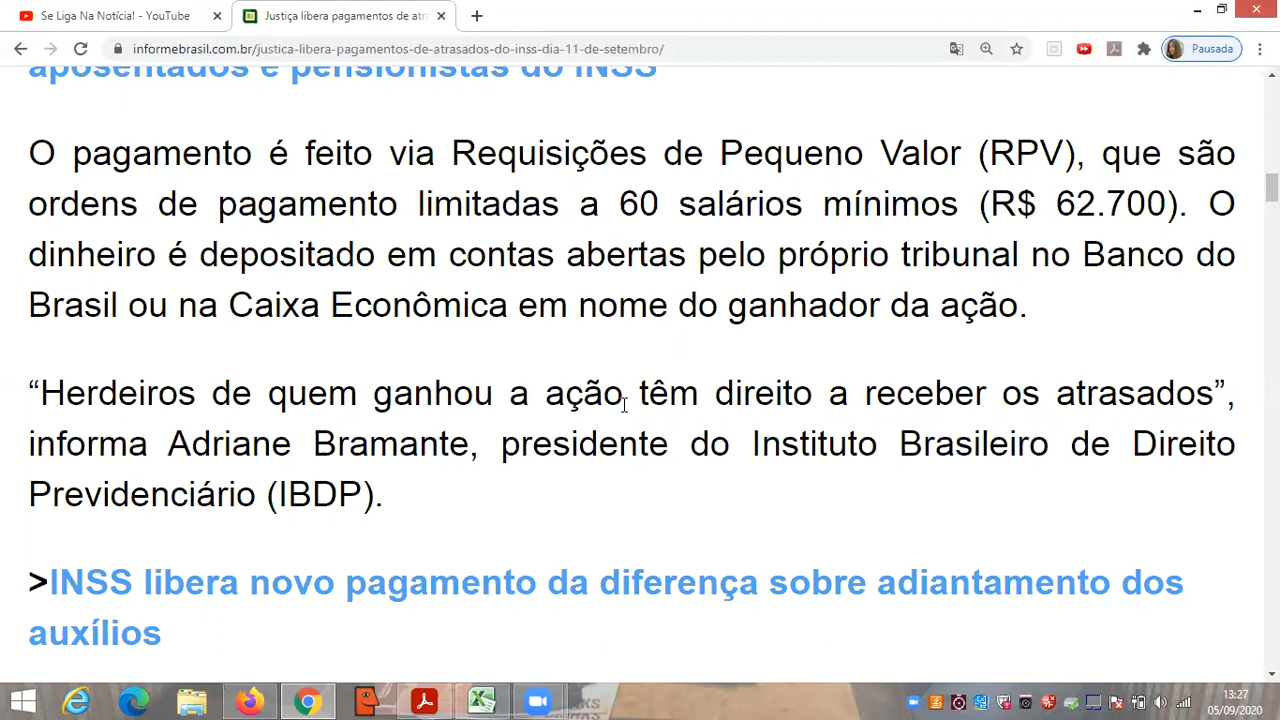 Se Liga Na Notícia! - YouTube
Justiça libera pagamentos de atr
informebrasil.com.br/justica-libera-pagamentos-de-atrasados-do-inss-dia-11-de-setembro/
Pausada
aposentados e pensionistas do INSS
O pagamento é feito via Requisições de Pequeno Valor (RPV), que são
ordens de pagamento limitadas a 60 salários mínimos (R$ 62.700). O
dinheiro é depositado em contas abertas pelo próprio tribunal no Banco do
Brasil ou na Caixa Econômica em nome do ganhador da ação.
“Herdeiros de quem ganhou a ação têm direito a receber os atrasados”,
informa Adriane Bramante, presidente do Instituto Brasileiro de Direito
Previdenciário (IBDP).
>INSS libera novo pagamento da diferença sobre adiantamento dos
auxílios
13:27
05/09/2020